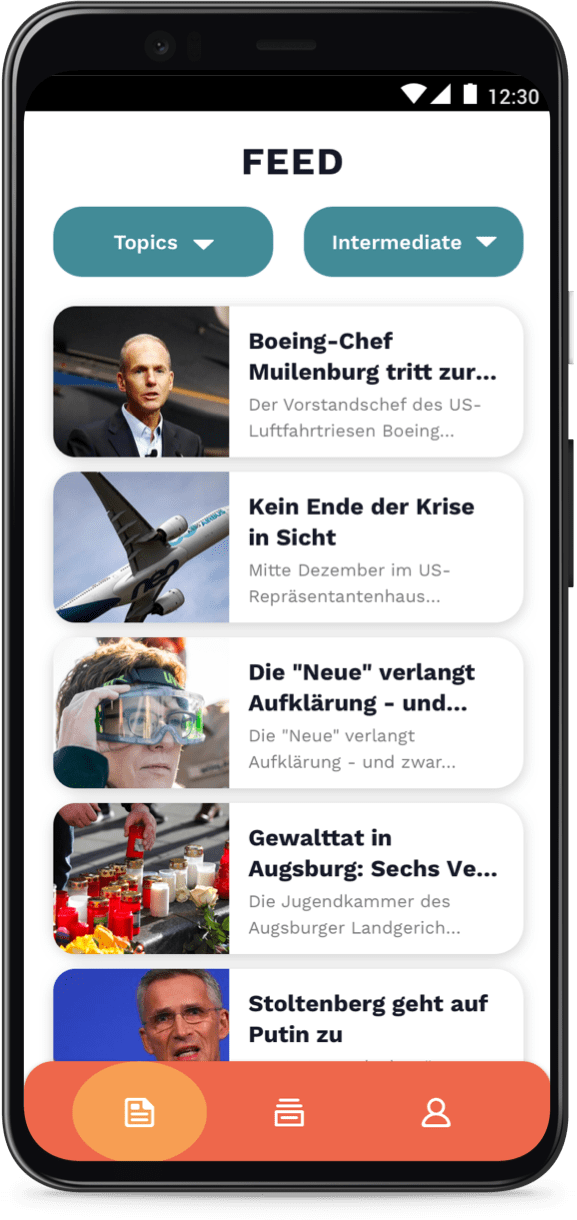 12:30
FEED
Topics
Intermediate
Boeing-Chef
Muilenburg tritt zur...
Der Vorstandschef des US-
Luftfahrtriesen Boeing...
Kein Ende der Krise
in Sicht
Mitte Dezember im US-
Repräsentantenhaus...
neo
Die "Neue" verlangt
Aufklärung - und...
Die "Neue" verlangt
Aufklärung - und zwar...
Gewalttat in
Augsburg: Sechs Ve...
Die Jugendkammer des
Augsburger Landgerich...
Stoltenberg geht auf
Putin zu